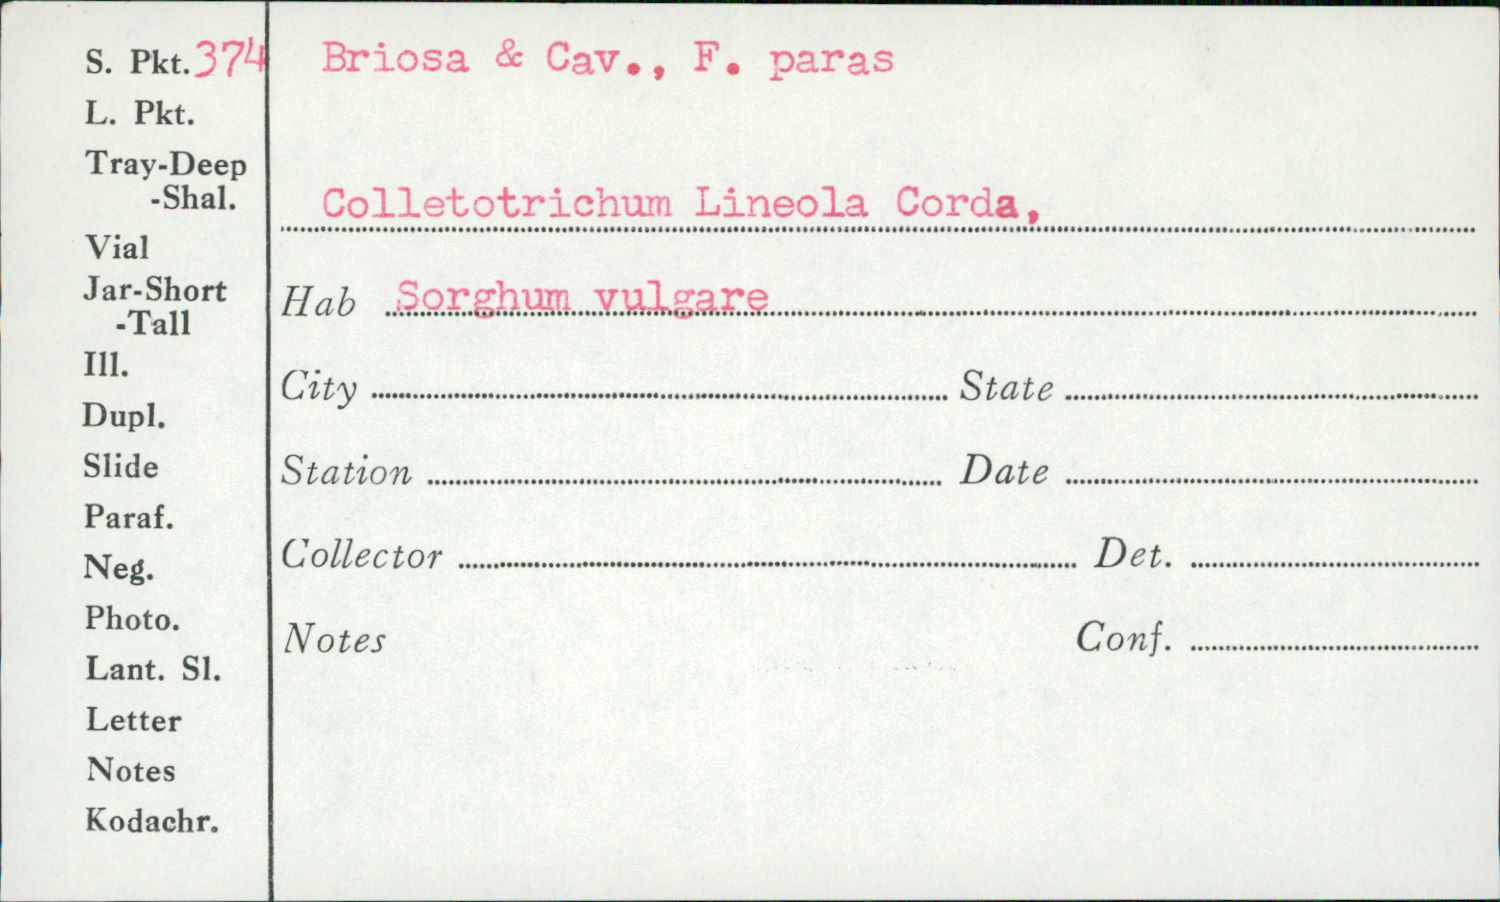 S. Pkt. 374
L. Pkt.
Tray-Deep
-Shal.
Vial
Jar-Short
-Tall
Ill.
Dupl.
Slide
Paraf.
Neg.
Photo.
Lant. Sl.
Letter
Notes
Kodachr.
Briosa & Cav., F. paras
Colletotrichum Lineola Corda,
Hab Sorghum vulgare
City State
Station Date
Collector Det.
Notes Conf.